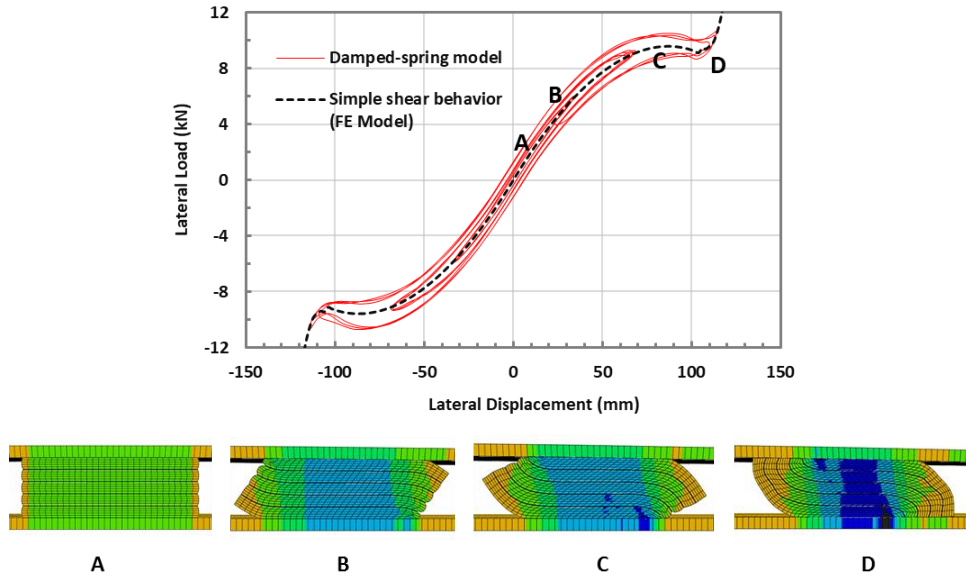 12
8
4
0
-4
-8
-12
Lateral Load (kN)
Damped-spring model
Simple shear behavior
(FE Model)
A
B
C
D
-150
-100
-50
0
50
100
150
Lateral Displacement (mm)
A
B
C
D